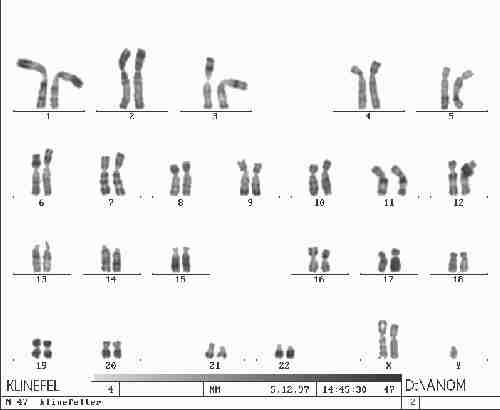 1 2 3 4 5
6 7 8 9 10 11 12
13 14 15 16 17 18
19 20 21 22 X Y
KLINEFEL 4 NM 5.12.97 14:45:30 47 D:\ANOM
N 47 klinefelter 2